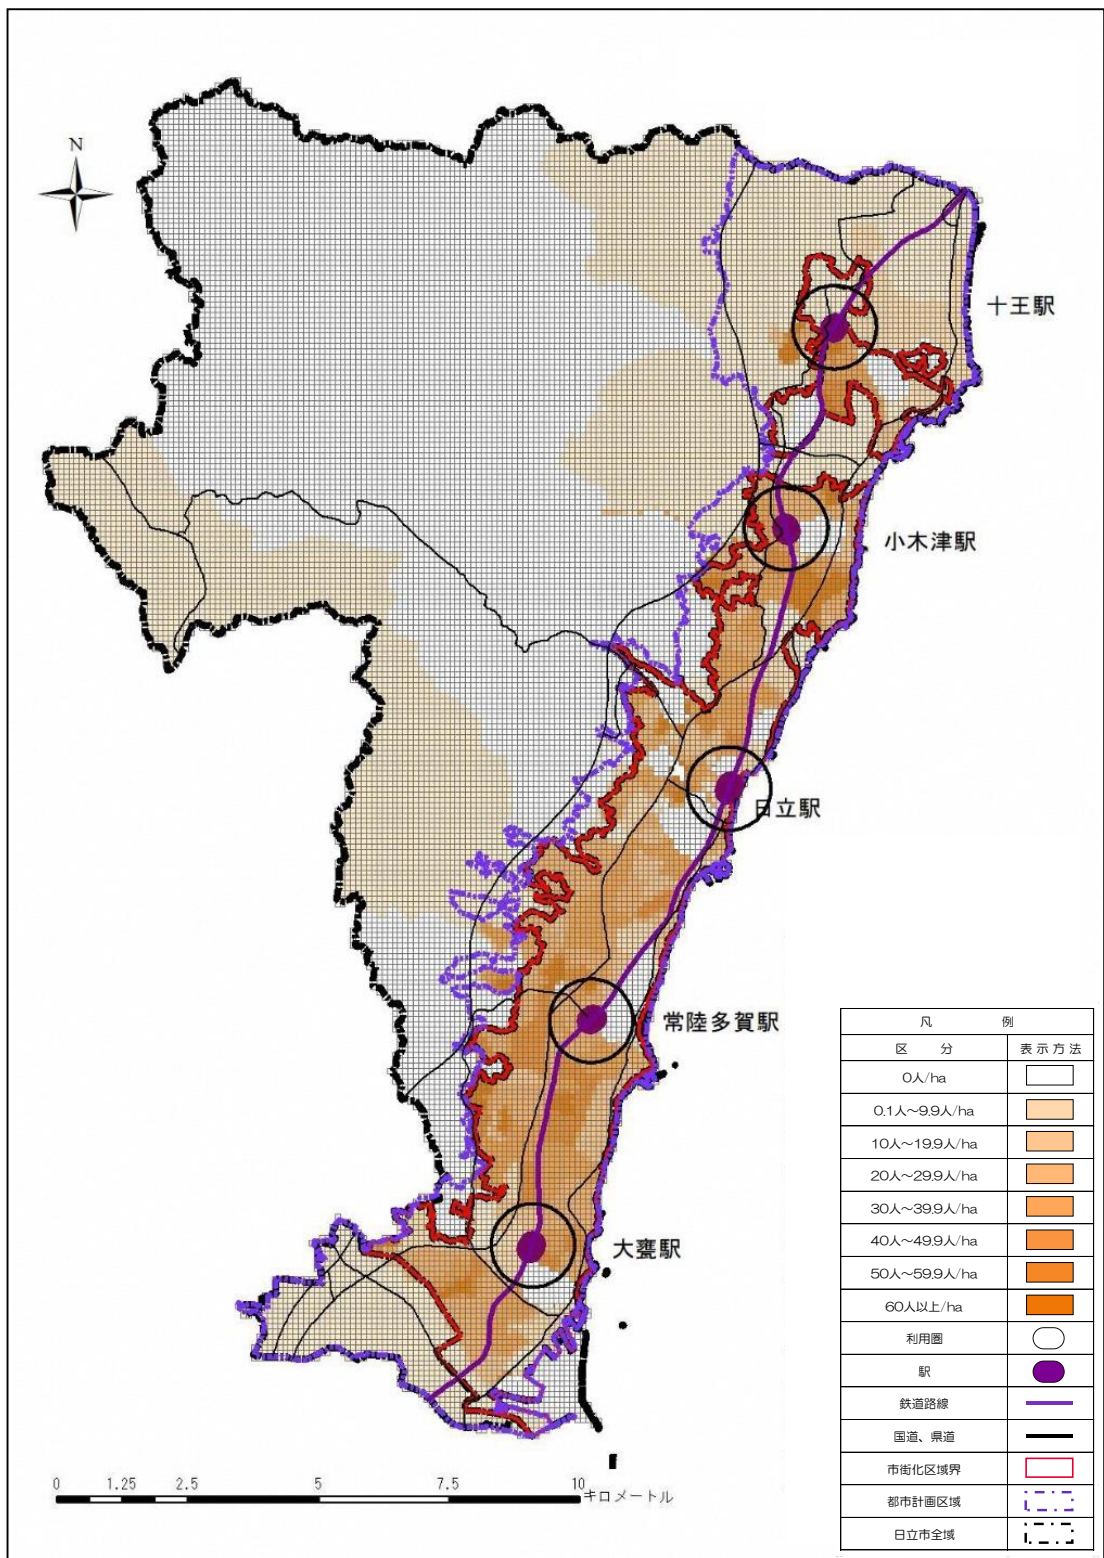 N
十王駅
小木津駅
日立駅
常陸多賀駅
大甕駅
凡 例
区 分 表示方法
0人/ha
0.1人~9.9人/ha
10人~19.9人/ha
20人~29.9人/ha
30人~39.9人/ha
40人~49.9人/ha
50人~59.9人/ha
60人以上/ha
利用圏
駅
鉄道路線
国道、県道
市街化区域界
都市計画区域
日立市全域
0 1.25 2.5 5 7.5 10
キロメートル